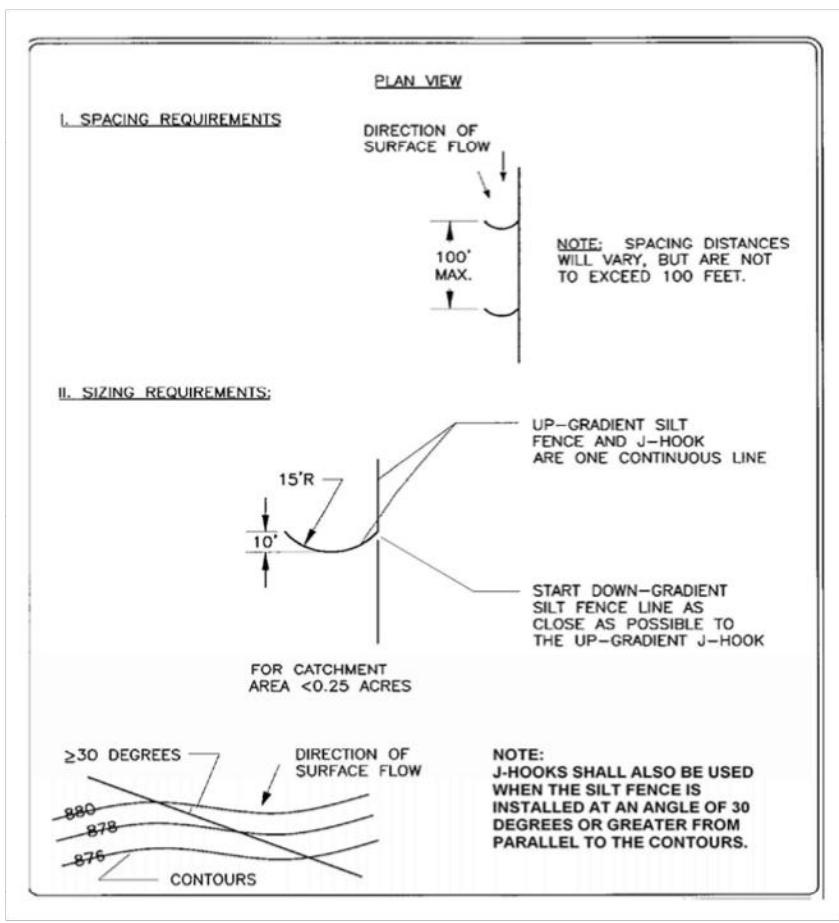 PLAN VIEW
I. SPACING REQUIREMENTS
DIRECTION OF
SURFACE FLOW
100'
MAX.
NOTE: SPACING DISTANCES
WILL VARY, BUT ARE NOT
TO EXCEED 100 FEET.
II. SIZING REQUIREMENTS:
UP-GRADIENT SILT
FENCE AND J-HOOK
ARE ONE CONTINUOUS LINE
15'R
10'
START DOWN-GRADIENT
SILT FENCE LINE AS
CLOSE AS POSSIBLE TO
THE UP-GRADIENT J-HOOK
FOR CATCHMENT
AREA <0.25 ACRES
≥30 DEGREES
DIRECTION OF
SURFACE FLOW
880
878
876
CONTOURS
NOTE:
J-HOOKS SHALL ALSO BE USED
WHEN THE SILT FENCE IS
INSTALLED AT AN ANGLE OF 30
DEGREES OR GREATER FROM
PARALLEL TO THE CONTOURS.